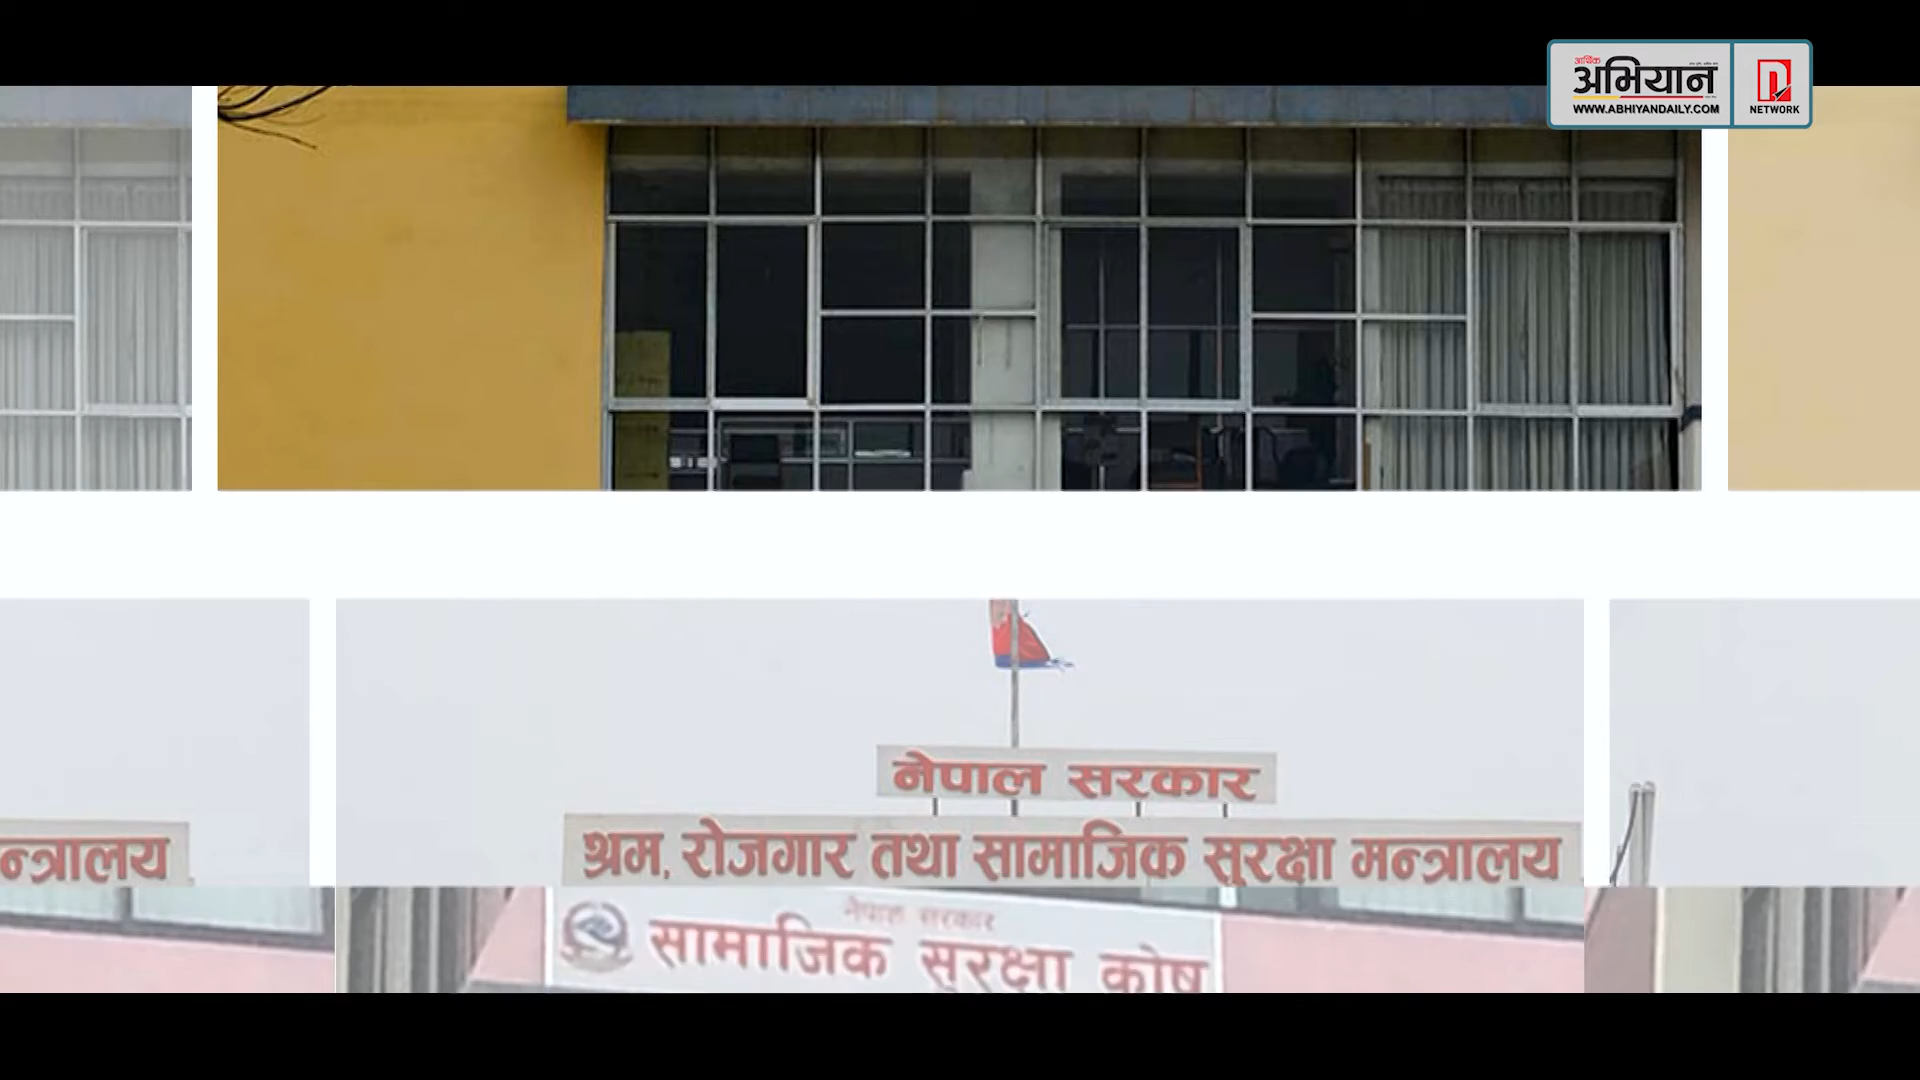 आर्थिक
अभियान
WWW.ABHIYANDAILY.COM
NETWORK
नेपाल सरकार
श्रम, रोजगार तथा सामाजिक सुरक्षा मन्त्रालय
न्त्रालय
नेपाल सरकार
सामाजिक सुरक्षा कोष